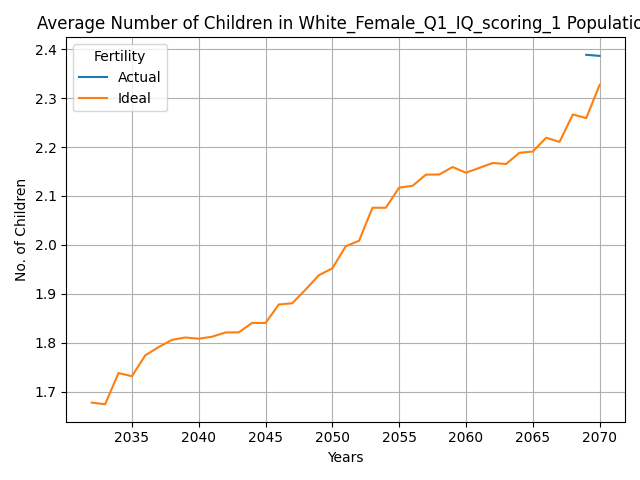 Average Number of Children in White_Female_Q1_IQ_scoring_1 Populatio
Fertility
Actual
Ideal
2.4
2.3
2.2
2.1
2.0
1.9
1.8
1.7
No. of Children
2035 2040 2045 2050 2055 2060 2065 2070
Years